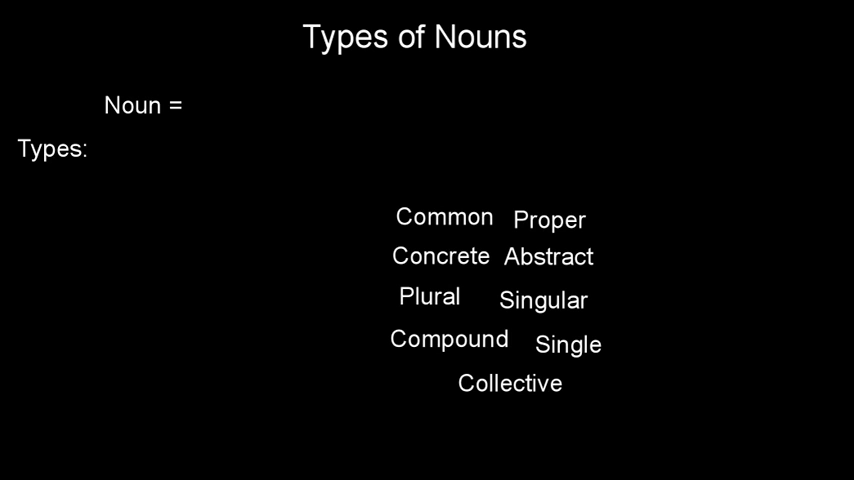 Types of Nouns
Noun =
Types:
Common Proper
Concrete Abstract
Plural Singular
Compound Single
Collective